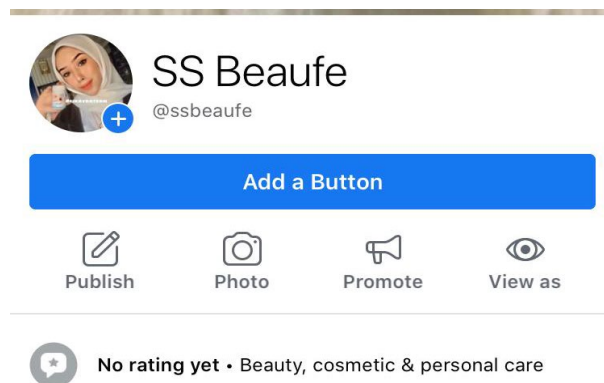 SS Beaufe
@ssbeaufe
Add a Button
Publish Photo Promote View as
No rating yet • Beauty, cosmetic & personal care